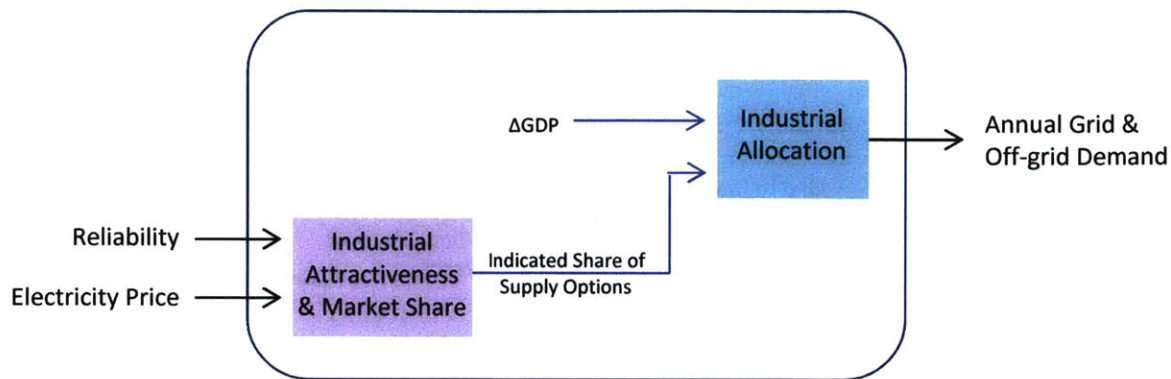 ΔGDP
Industrial
Allocation
Annual Grid &
Off-grid Demand
Reliability
Electricity Price
Industrial
Attractiveness
& Market Share
Indicated Share of
Supply Options